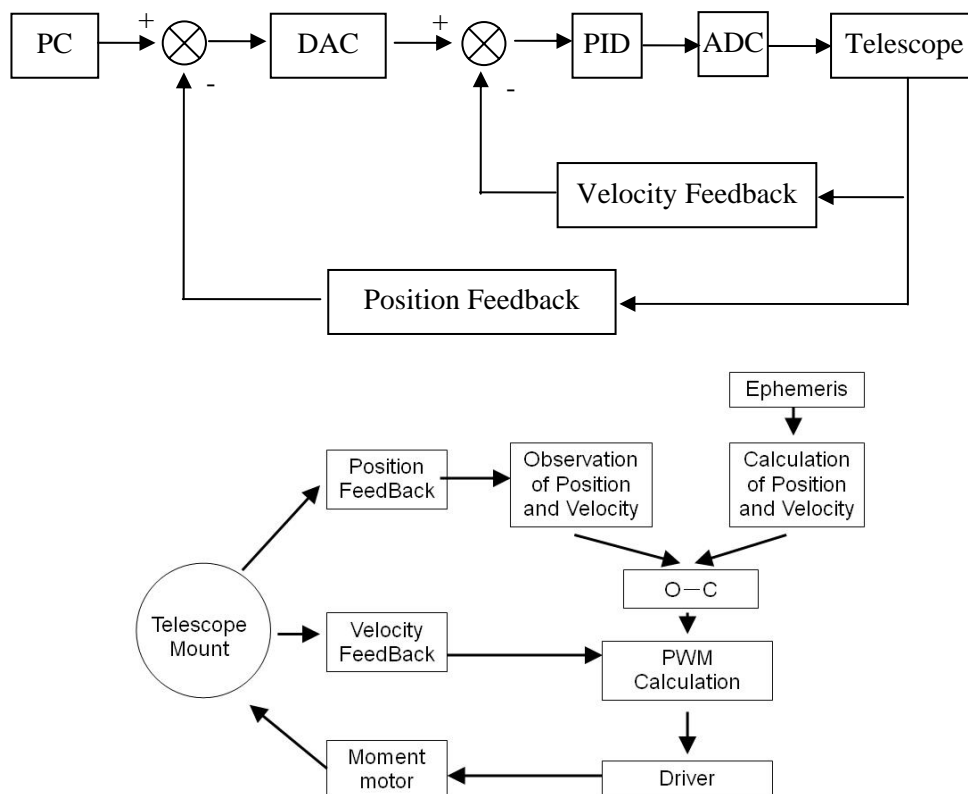 PC
+
-
DAC
+
-
PID
ADC
Telescope
Velocity Feedback
Position Feedback
Ephemeris
Position
FeedBack
Observation
of Position
and Velocity
Calculation
of Position
and Velocity
O－C
Telescope
Mount
Velocity
FeedBack
PWM
Calculation
Moment
motor
Driver